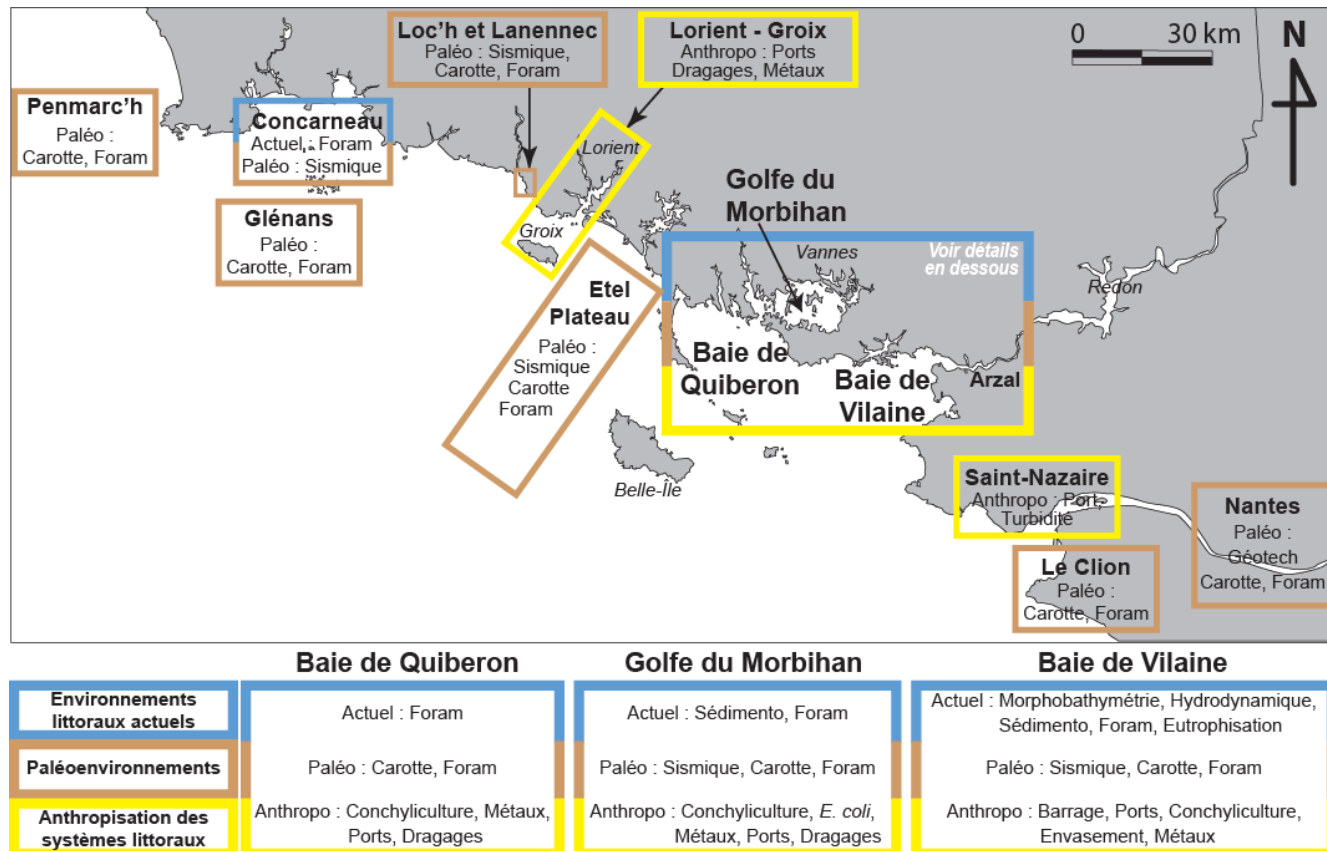 Loc'h et Lanennec
Paléo : Sismique,
Carotte, Foram
Lorient - Groix
Anthropo : Ports
Dragages, Métaux
0 30 km
N
Penmarc'h
Paléo :
Carotte, Foram
Concarneau
Actuel : Foram
Paléo : Sismique
Lorient
Glénans
Paléo :
Carotte, Foram
Groix
Golfe du
Morbihan
Vannes
Voir détails
en dessous
Redon
Etel
Plateau
Paléo :
Sismique
Carotte
Foram
Baie de
Quiberon
Baie de
Vilaine
Arzal
Belle-Île
Saint-Nazaire
Anthropo : Port,
Turbidité
Nantes
Paléo :
Géotech
Carotte, Foram
Le Clion
Paléo :
Carotte, Foram
Baie de Quiberon Golfe du Morbihan Baie de Vilaine
Environnements
littoraux actuels
Actuel : Foram
Actuel : Sédimento, Foram
Actuel : Morphobathymétrie, Hydrodynamique,
Sédimento, Foram, Eutrophisation
Paléoenvironnements
Paléo : Carotte, Foram
Paléo : Sismique, Carotte, Foram
Paléo : Sismique, Carotte, Foram
Anthropisation des
systèmes littoraux
Anthropo : Conchyliculture, Métaux,
Ports, Dragages
Anthropo : Conchyliculture, E. coli,
Métaux, Ports, Dragages
Anthropo : Barrage, Ports, Conchyliculture,
Envasement, Métaux